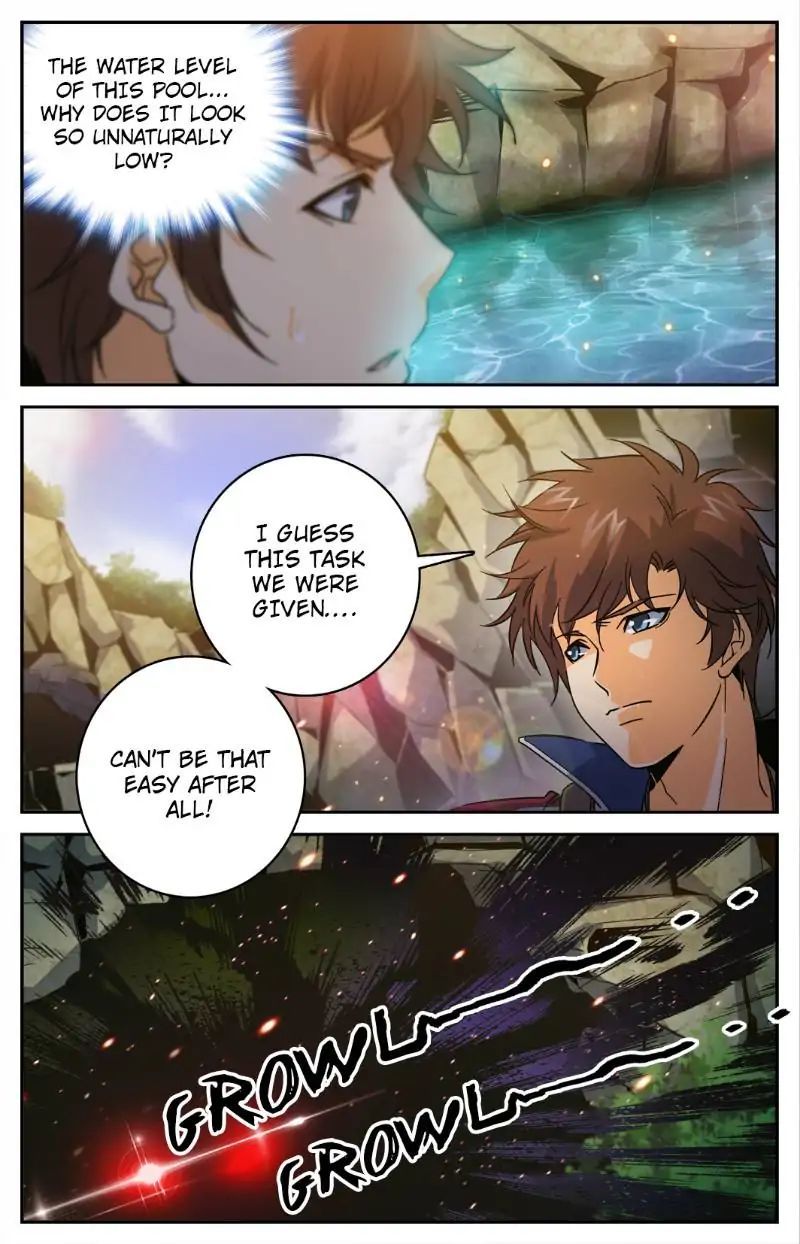 THE WATER LEVEL
OF THIS POOL...
WHY DOES IT LOOK
SO UNNATURALLY
LOW?
I GUESS
THIS TASK
WE WERE
GIVEN....
CAN'T BE THAT
EASY AFTER
ALL!
GROWL
GROWL